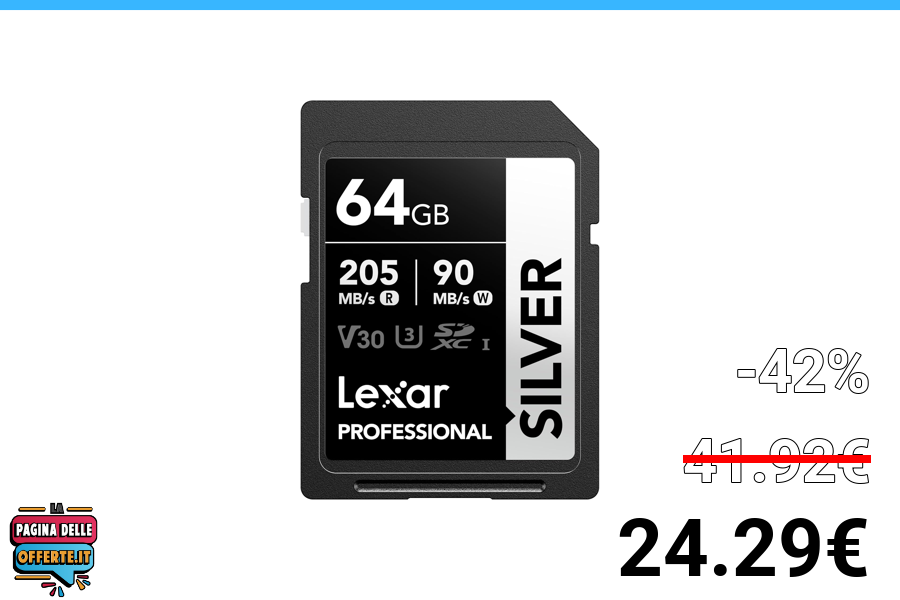 64GB
205 MB/s R | 90 MB/s W
V30 U3 SDXC I
Lexar
PROFESSIONAL
SILVER
-42%
41.92€
24.29€
LA
PAGINA DELLE
OFFERTE.IT